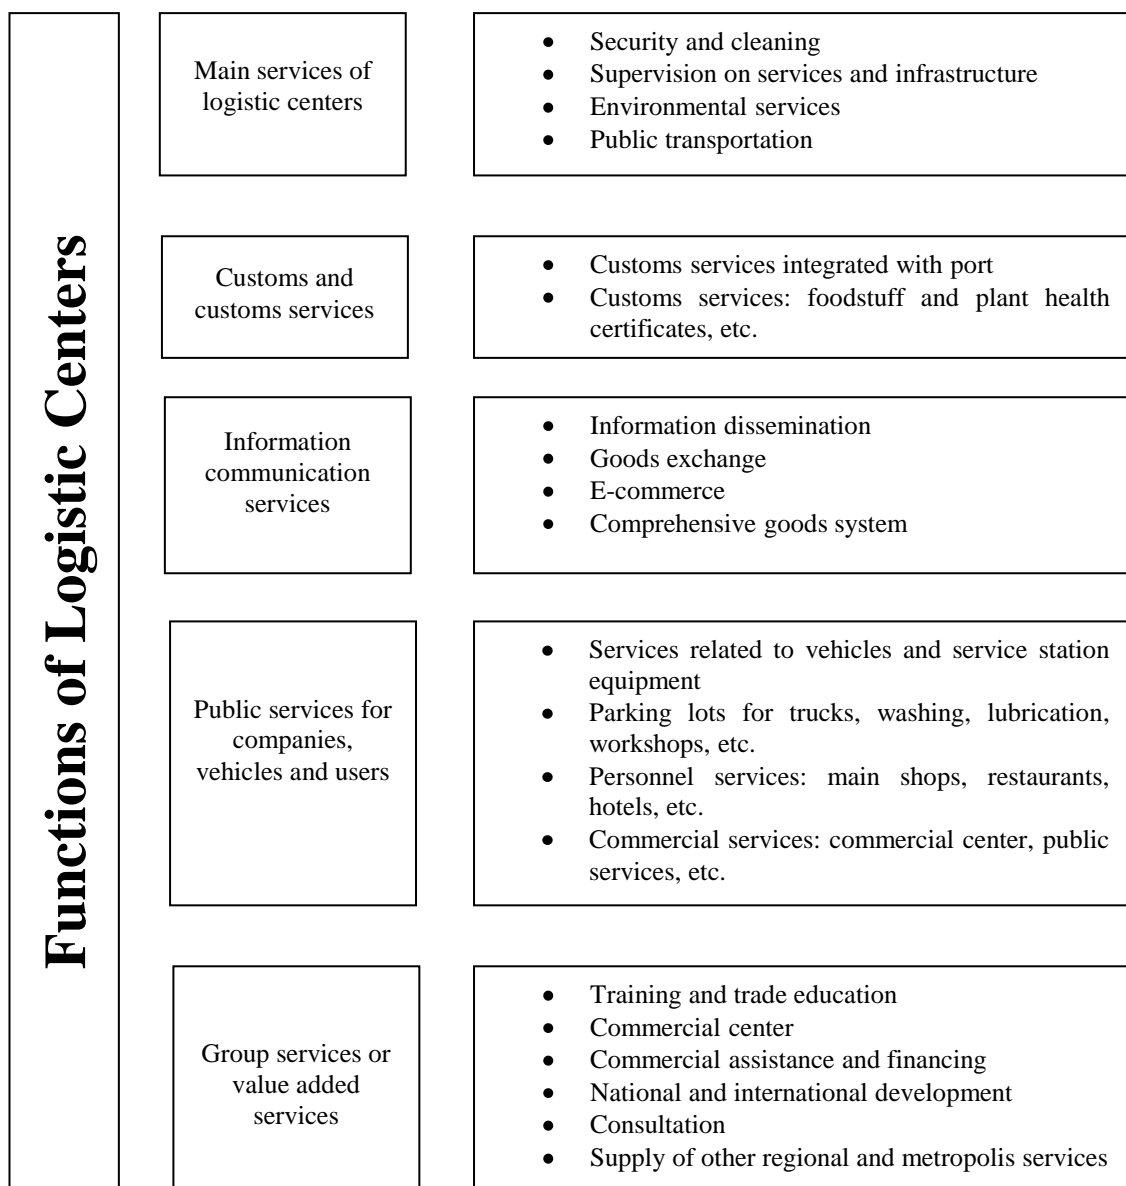 Functions of Logistic Centers
Main services of
logistic centers
• Security and cleaning
• Supervision on services and infrastructure
• Environmental services
• Public transportation
Customs and
customs services
• Customs services integrated with port
• Customs services: foodstuff and plant health
certificates, etc.
Information
communication
services
• Information dissemination
• Goods exchange
• E-commerce
• Comprehensive goods system
Public services for
companies,
vehicles and users
• Services related to vehicles and service station
equipment
• Parking lots for trucks, washing, lubrication,
workshops, etc.
• Personnel services: main shops, restaurants,
hotels, etc.
• Commercial services: commercial center, public
services, etc.
Group services or
value added
services
• Training and trade education
• Commercial center
• Commercial assistance and financing
• National and international development
• Consultation
• Supply of other regional and metropolis services